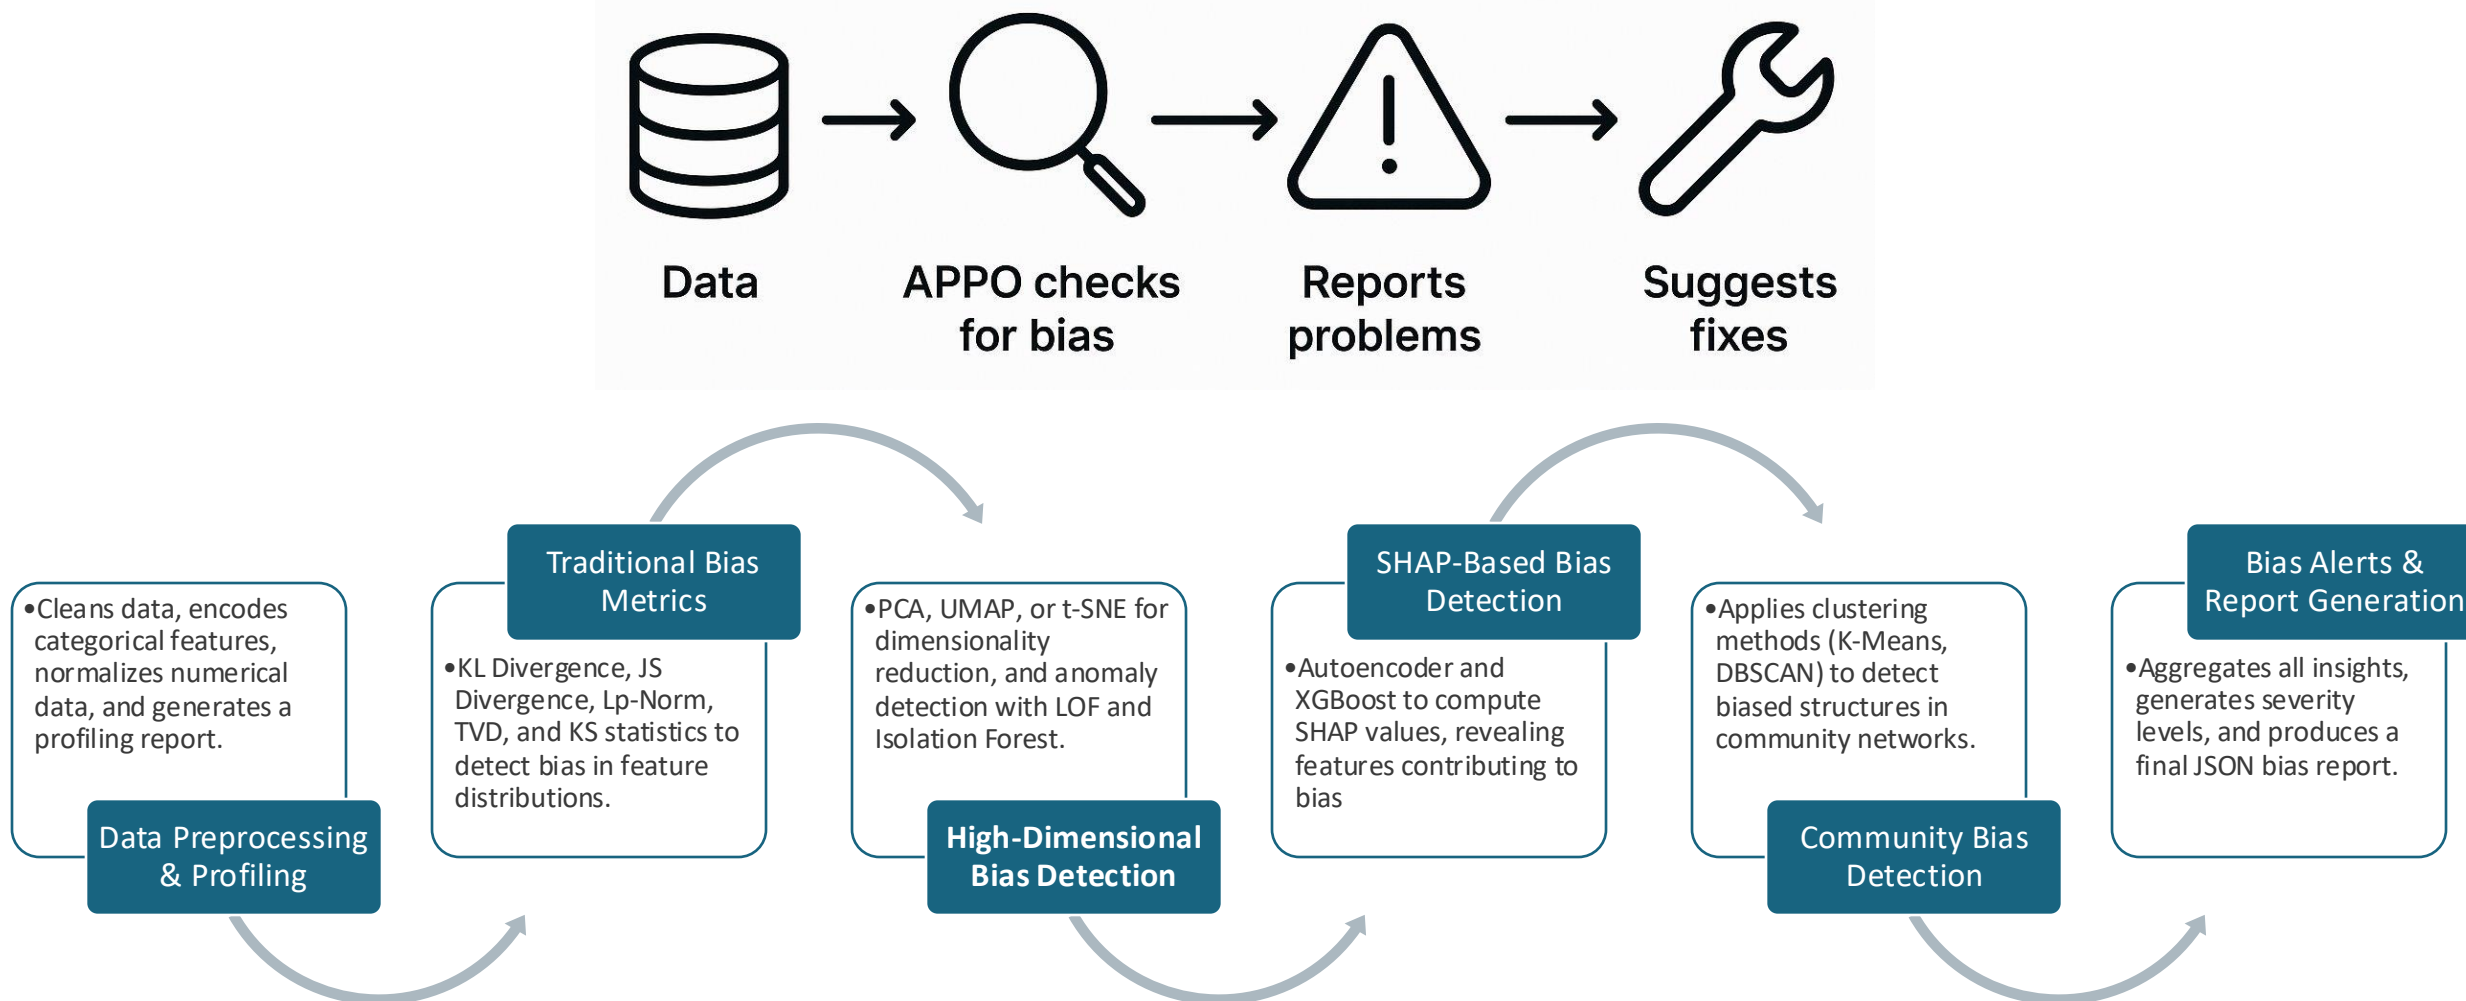 Data
APPO checks
for bias
Reports
problems
Suggests
fixes
•Cleans data, encodes
categorical features,
normalizes numerical
data, and generates a
profiling report.
Data Preprocessing
& Profiling
Traditional Bias
Metrics
•KL Divergence, JS
Divergence, Lp-Norm,
TVD, and KS statistics to
detect bias in feature
distributions.
•PCA, UMAP, or t-SNE for
dimensionality
reduction, and anomaly
detection with LOF and
Isolation Forest.
High-Dimensional
Bias Detection
SHAP-Based Bias
Detection
•Autoencoder and
XGBoost to compute
SHAP values, revealing
features contributing to
bias
•Applies clustering
methods (K-Means,
DBSCAN) to detect
biased structures in
community networks.
Community Bias
Detection
Bias Alerts &
Report Generation
•Aggregates all insights,
generates severity
levels, and produces a
final JSON bias report.